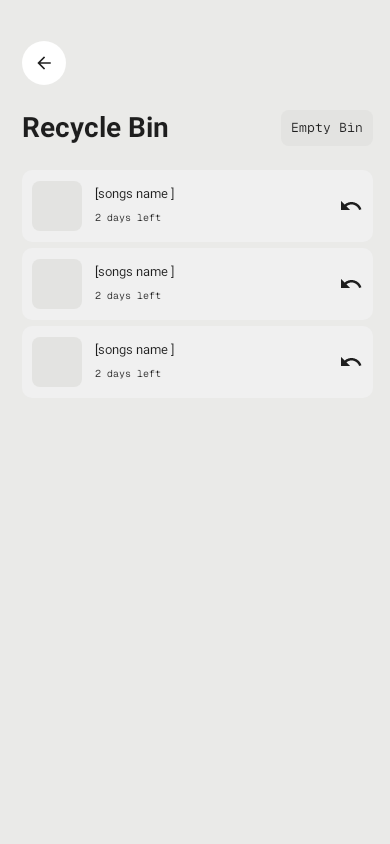 Recycle Bin
Empty Bin
[songs name ]
2 days left
[songs name ]
2 days left
[songs name ]
2 days left